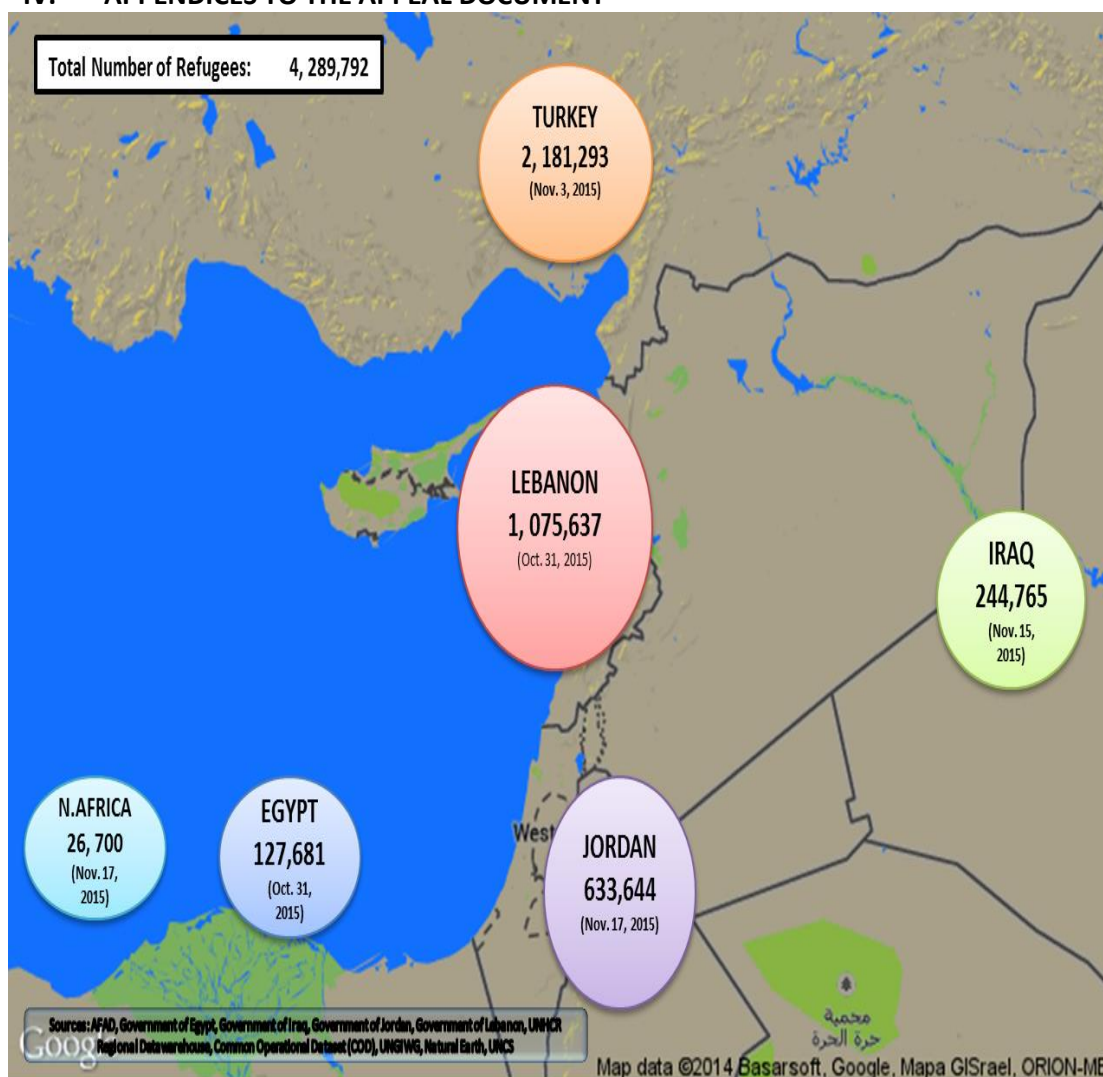 IV. APPENDICES TO THE APPEAL DOCUMENT
Total Number of Refugees: 4, 289,792
TURKEY
2, 181,293
(Nov. 3, 2015)
LEBANON
1, 075,637
(Oct. 31, 2015)
IRAQ
244,765
(Nov. 15,
2015)
N.AFRICA
26, 700
(Nov. 17,
2015)
EGYPT
127,681
(Oct. 31,
2015)
West
JORDAN
633,644
(Nov. 17, 2015)
محمية
حرة الحرة
Sources: AFAD, Government of Egypt, Government of Iraq, Government of Jordan, Government of Lebanon, UNHCR
Regional Datawarehouse, Common Operational Dataset (COD), UNGIWG, Natural Earth, UNCS
Goog
Map data ©2014 Basarsoft, Google, Mapa GISrael, ORION-ME